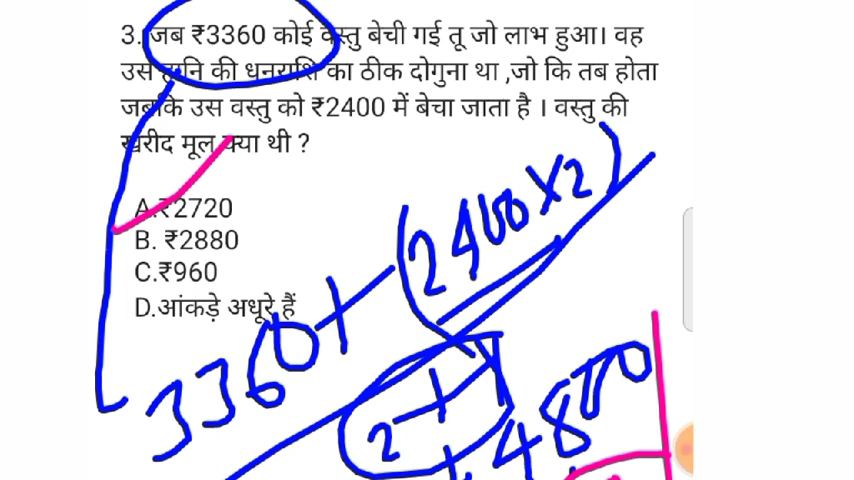 3. जब ₹3360 कोई वस्तु बेची गई तू जो लाभ हुआ। वह
उस हानि की धनराशि का ठीक दोगुना था ,जो कि तब होता
जबकि उस वस्तु को ₹2400 में बेचा जाता है । वस्तु की
खरीद मूल क्या थी ?
A.₹2720
B. ₹2880
C.₹960
D.आंकड़े अधूरे हैं
3360 + (2400×2)
2+1
+4800